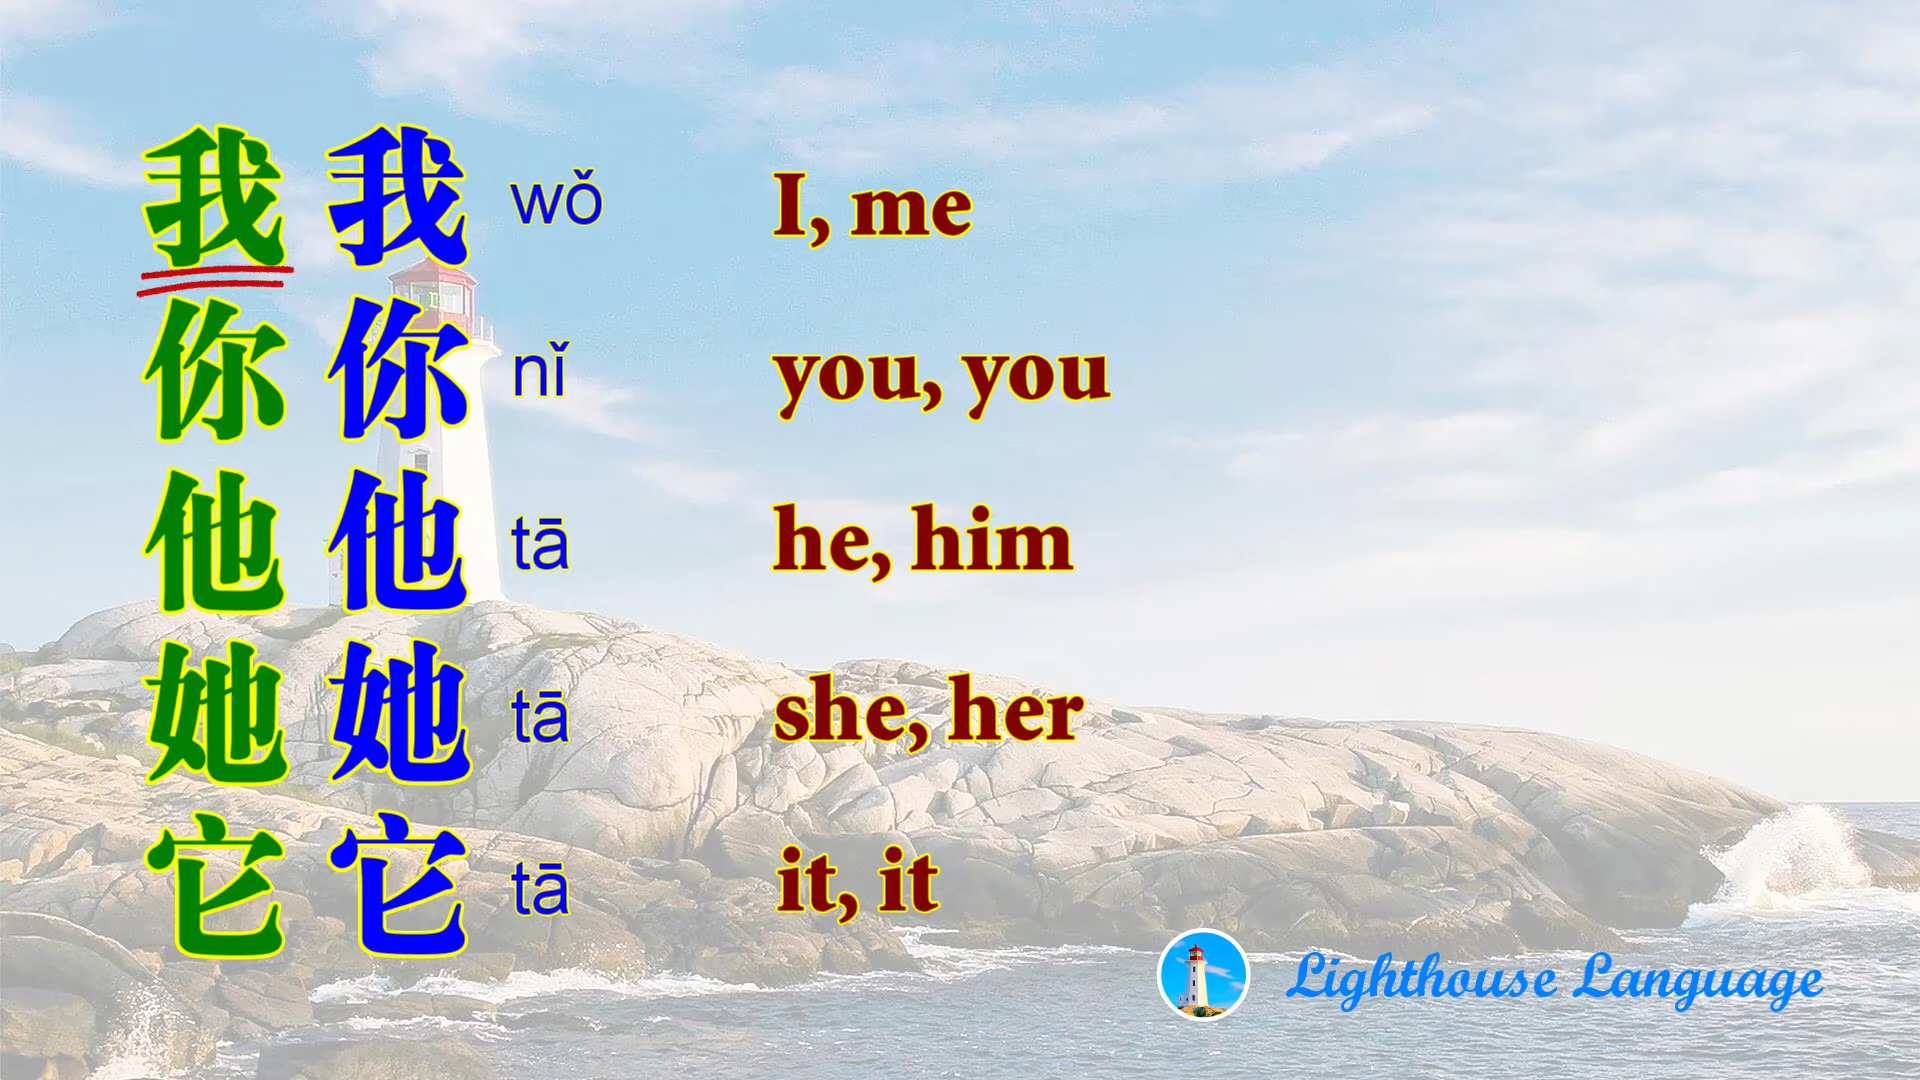 我 我 wǒ I, me
你 你 nǐ you, you
他 他 tā he, him
她 她 tā she, her
它 它 tā it, it
Lighthouse Language